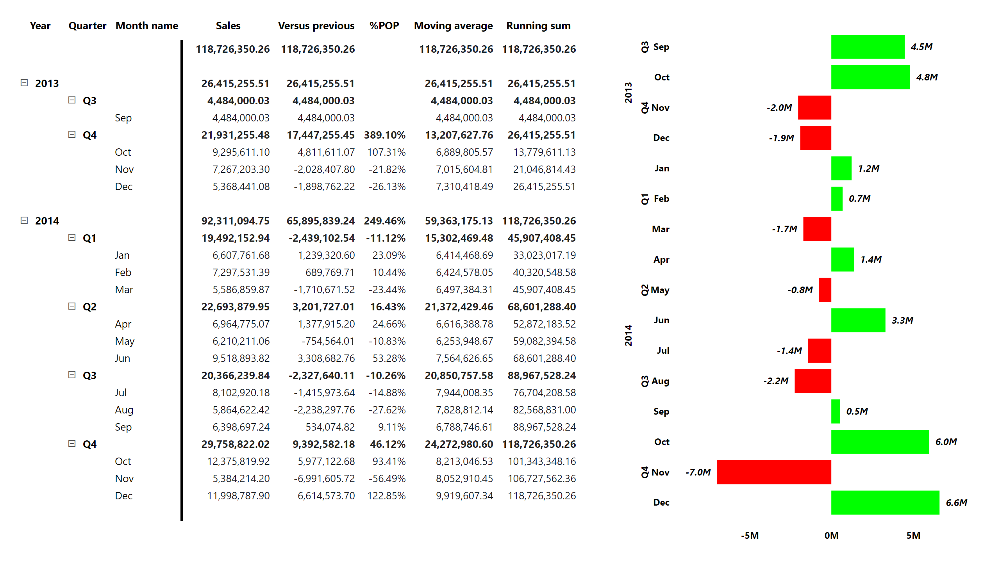 Year Quarter Month name Sales Versus previous %POP Moving average Running sum
118,726,350.26 118,726,350.26 118,726,350.26 118,726,350.26
2013 26,415,255.51 26,415,255.51 26,415,255.51 26,415,255.51
Q3 4,484,000.03 4,484,000.03 4,484,000.03 4,484,000.03
Sep 4,484,000.03 4,484,000.03 4,484,000.03 4,484,000.03
Q4 21,931,255.48 17,447,255.45 389.10% 13,207,627.76 26,415,255.51
Oct 9,295,611.10 4,811,611.07 107.31% 6,889,805.57 13,779,611.13
Nov 7,267,203.30 -2,028,407.80 -21.82% 7,015,604.81 21,046,814.43
Dec 5,368,441.08 -1,898,762.22 -26.13% 7,310,418.49 26,415,255.51
2014 92,311,094.75 65,895,839.24 249.46% 59,363,175.13 118,726,350.26
Q1 19,492,152.94 -2,439,102.54 -11.12% 15,302,469.48 45,907,408.45
Jan 6,607,761.68 1,239,320.60 23.09% 6,414,468.69 33,023,017.19
Feb 7,297,531.39 689,769.71 10.44% 6,424,578.05 40,320,548.58
Mar 5,586,859.87 -1,710,671.52 -23.44% 6,497,384.31 45,907,408.45
Q2 22,693,879.95 3,201,727.01 16.43% 21,372,429.46 68,601,288.40
Apr 6,964,775.07 1,377,915.20 24.66% 6,616,388.78 52,872,183.52
May 6,210,211.06 -754,564.01 -10.83% 6,253,948.67 59,082,394.58
Jun 9,518,893.82 3,308,682.76 53.28% 7,564,626.65 68,601,288.40
Q3 20,366,239.84 -2,327,640.11 -10.26% 20,850,757.58 88,967,528.24
Jul 8,102,920.18 -1,415,973.64 -14.88% 7,944,008.35 76,704,208.58
Aug 5,864,622.42 -2,238,297.76 -27.62% 7,828,812.14 82,568,831.00
Sep 6,398,697.24 534,074.82 9.11% 6,788,746.61 88,967,528.24
Q4 29,758,822.02 9,392,582.18 46.12% 24,272,980.60 118,726,350.26
Oct 12,375,819.92 5,977,122.68 93.41% 8,213,046.53 101,343,348.16
Nov 5,384,214.20 -6,991,605.72 -56.49% 8,052,910.45 106,727,562.36
Dec 11,998,787.90 6,614,573.70 122.85% 9,919,607.34 118,726,350.26
Q3 Sep 4.5M
Oct 4.8M
2013
Q4 Nov -2.0M
Dec -1.9M
Jan 1.2M
Q1 Feb 0.7M
Mar -1.7M
Apr 1.4M
Q2 May -0.8M
Jun 3.3M
2014
Jul -1.4M
Q3 Aug -2.2M
Sep 0.5M
Oct 6.0M
Q4 Nov -7.0M
Dec 6.6M
-5M 0M 5M